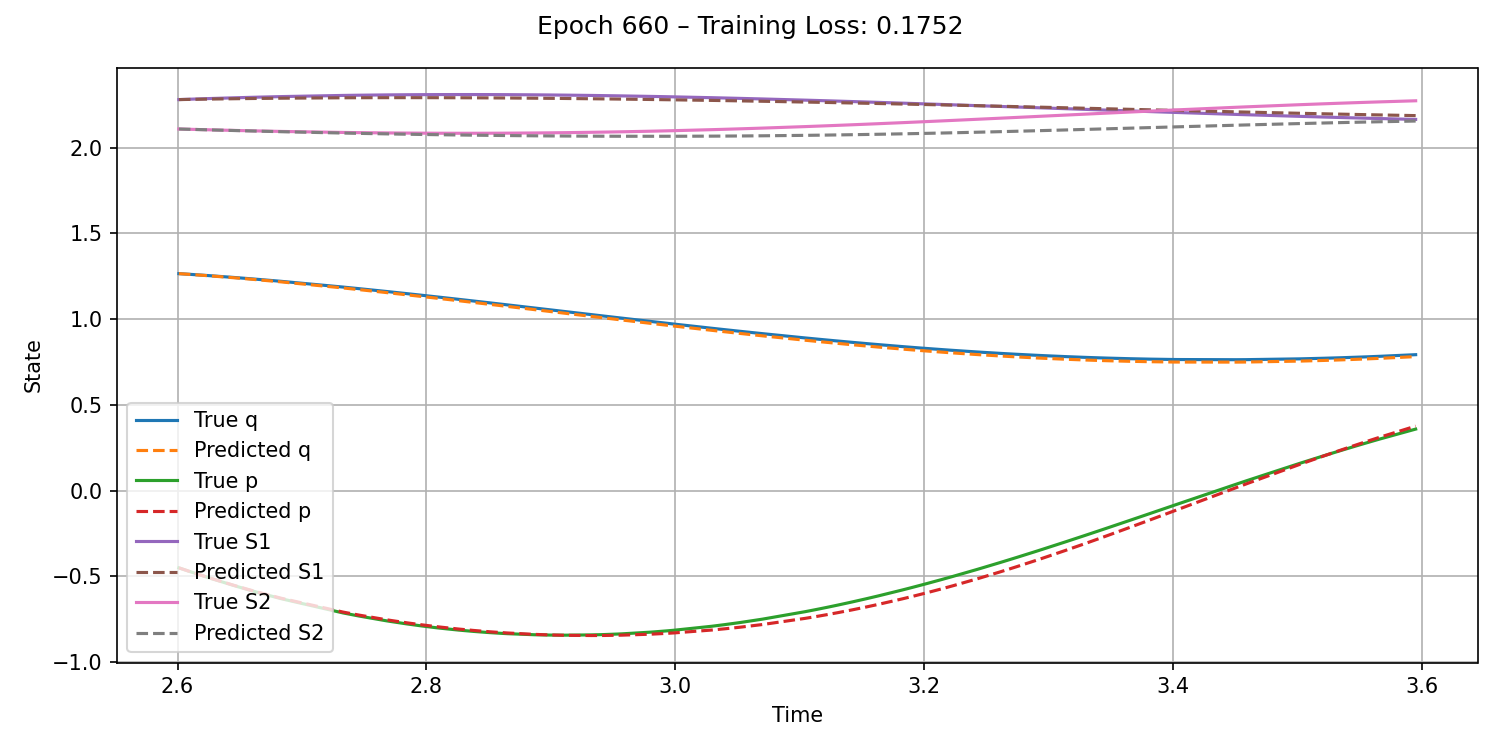 Epoch 660 – Training Loss: 0.1752
2.0
1.5
1.0
0.5
0.0
−0.5
−1.0
State
True q
Predicted q
True p
Predicted p
True S1
Predicted S1
True S2
Predicted S2
2.6 2.8 3.0 3.2 3.4 3.6
Time